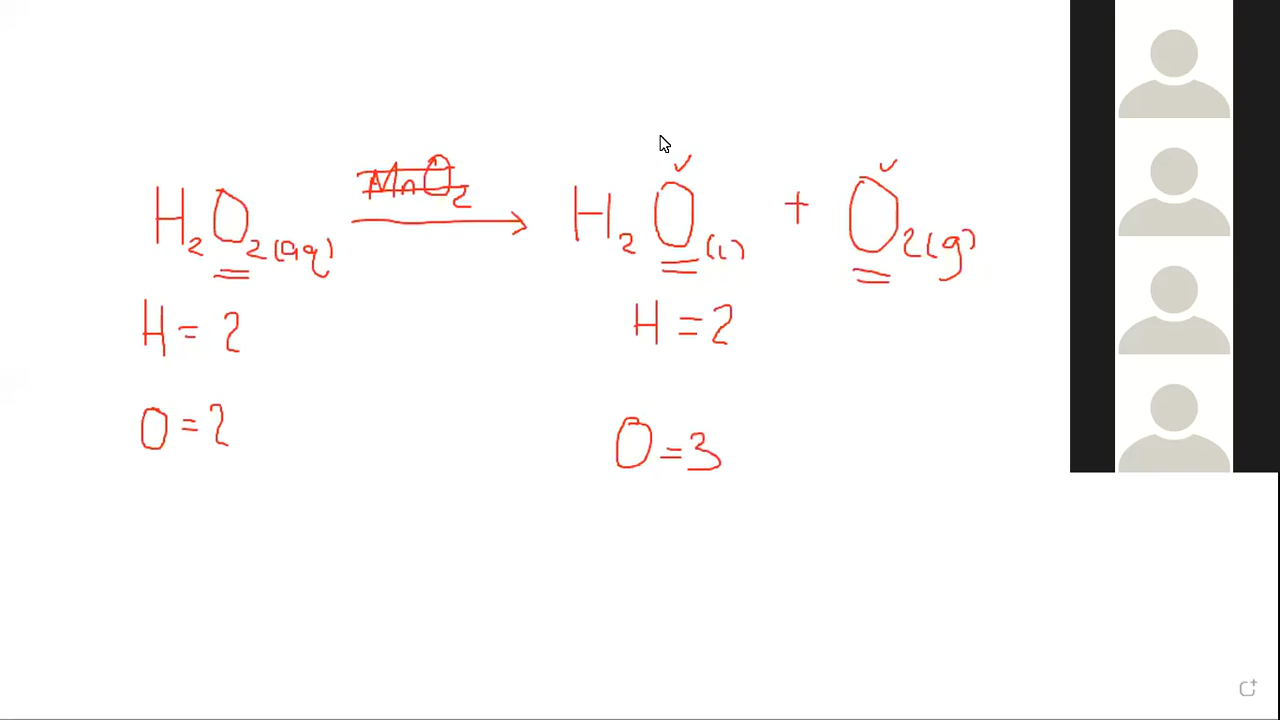 MnO₂
H₂O₂(aq) → H₂O(l) + O₂(g)
H = 2 H = 2
O = 2 O = 3